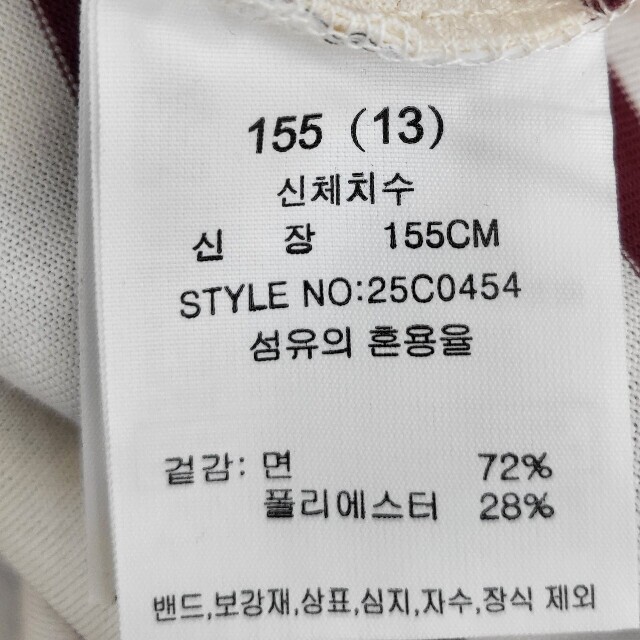 155 (13)
신체치수
신 장 155CM
STYLE NO:25C0454
섬유의 혼용율
겉감: 면 72%
폴리에스터 28%
밴드,보강재,상표,심지,자수,장식 제외